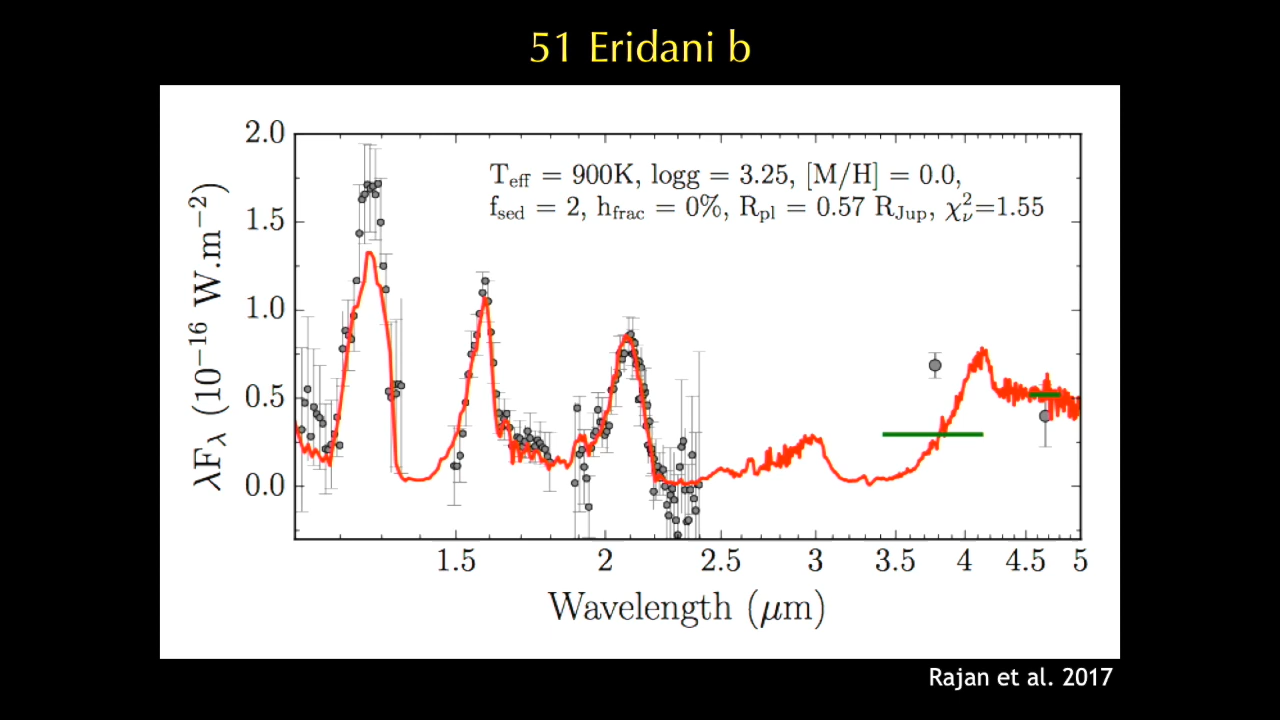 51 Eridani b
T_eff = 900K, logg = 3.25, [M/H] = 0.0,
f_sed = 2, h_frac = 0%, R_pl = 0.57 R_Jup, χ²_ν=1.55
2.0
1.5
1.0
0.5
0.0
λF_λ (10⁻¹⁶ W.m⁻²)
1.5 2 2.5 3 3.5 4 4.5 5
Wavelength (μm)
Rajan et al. 2017